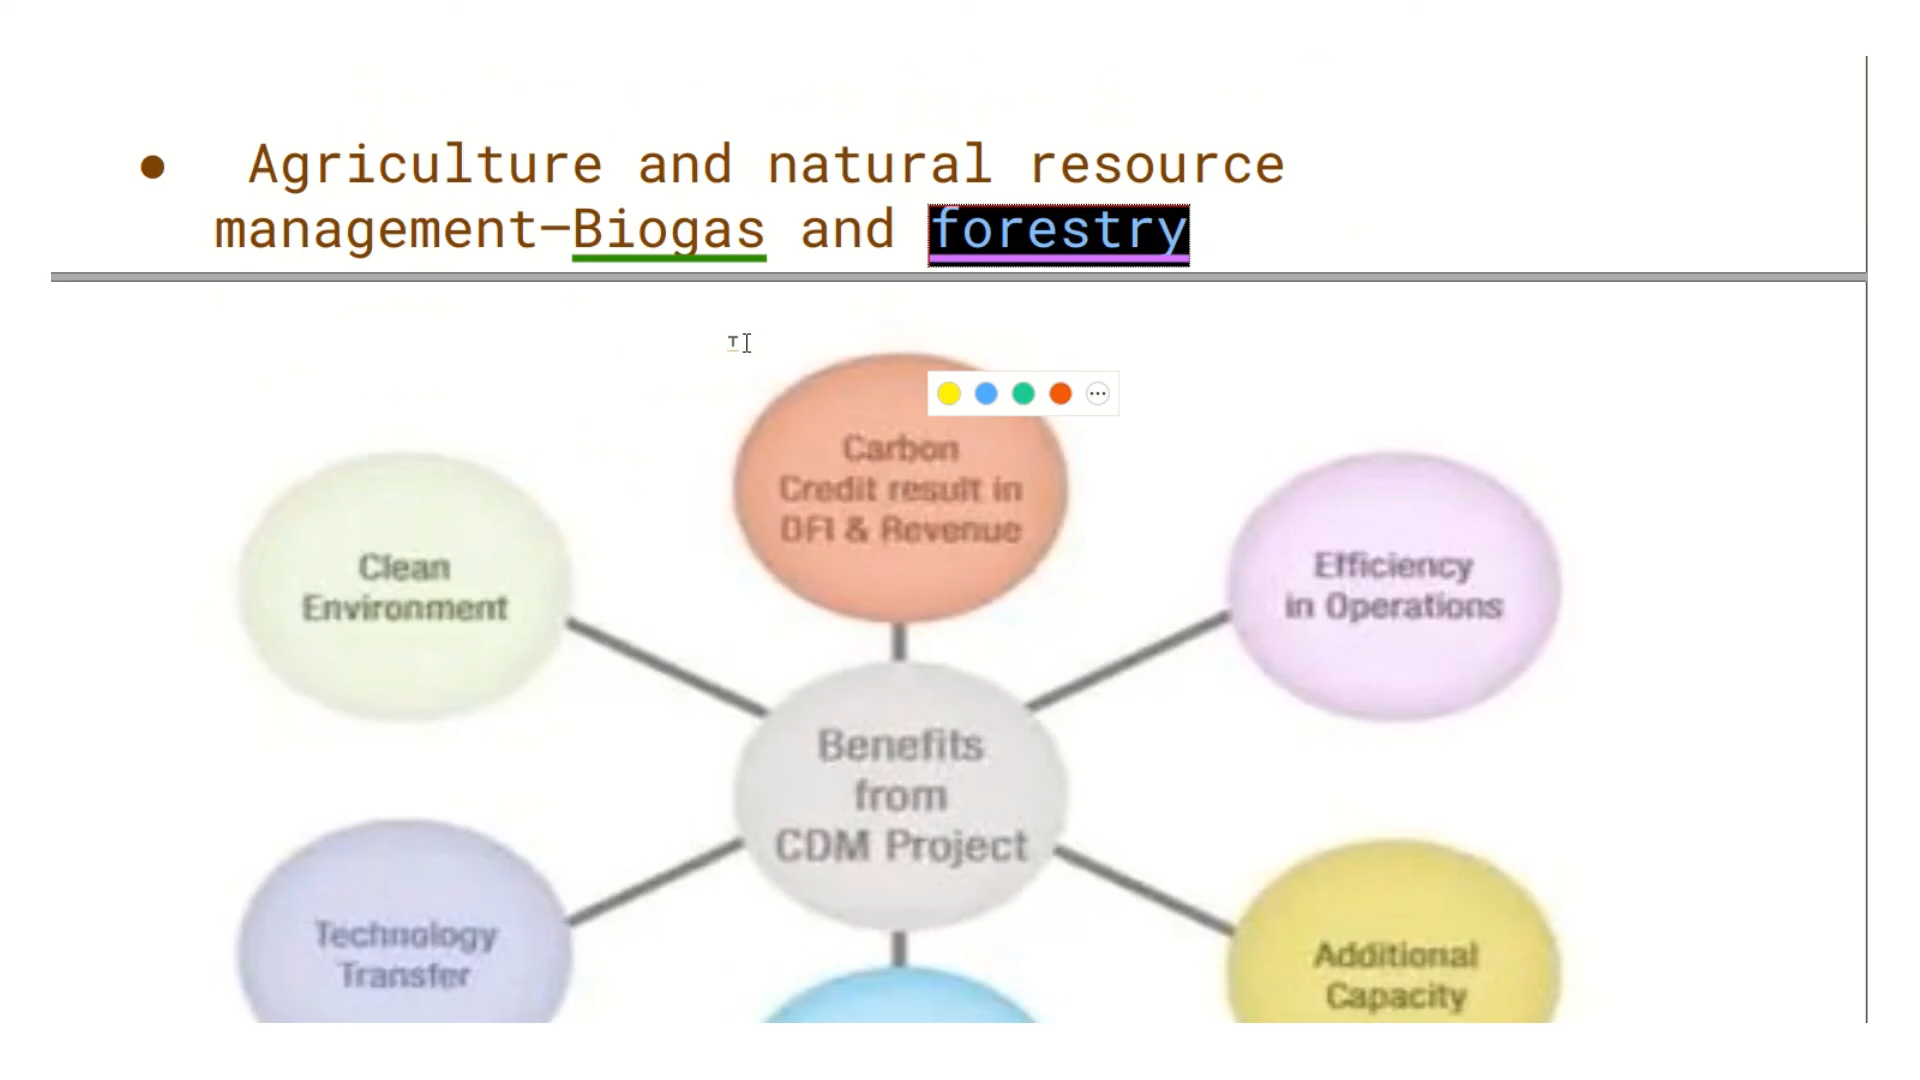 ● Agriculture and natural resource
management—Biogas and forestry
Carbon
Credit result in
DFI & Revenue
Clean
Environment
Efficiency
in Operations
Benefits
from
CDM Project
Technology
Transfer
Additional
Capacity